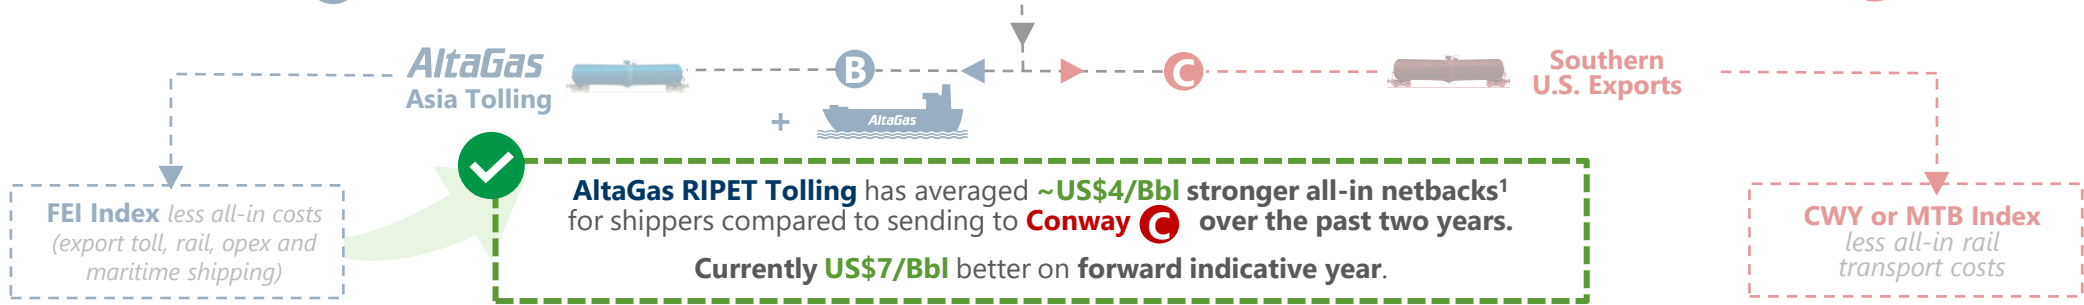 AltaGas
Asia Tolling
B
C
Southern
U.S. Exports
+
AltaGas
AltaGas RIPET Tolling has averaged ~US$4/Bbl stronger all-in netbacks¹
for shippers compared to sending to Conway C over the past two years.
Currently US$7/Bbl better on forward indicative year.
FEI Index less all-in costs
(export toll, rail, opex and
maritime shipping)
CWY or MTB Index
less all-in rail
transport costs